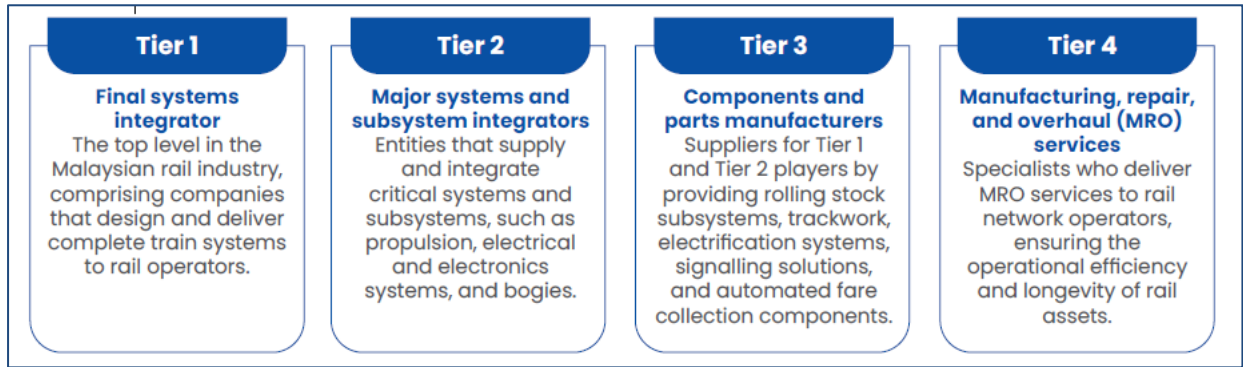 Tier 1
Final systems
integrator
The top level in the
Malaysian rail industry,
comprising companies
that design and deliver
complete train systems
to rail operators.
Tier 2
Major systems and
subsystem integrators
Entities that supply
and integrate
critical systems and
subsystems, such as
propulsion, electrical
and electronics
systems, and bogies.
Tier 3
Components and
parts manufacturers
Suppliers for Tier 1
and Tier 2 players by
providing rolling stock
subsystems, trackwork,
electrification systems,
signalling solutions,
and automated fare
collection components.
Tier 4
Manufacturing, repair,
and overhaul (MRO)
services
Specialists who deliver
MRO services to rail
network operators,
ensuring the
operational efficiency
and longevity of rail
assets.